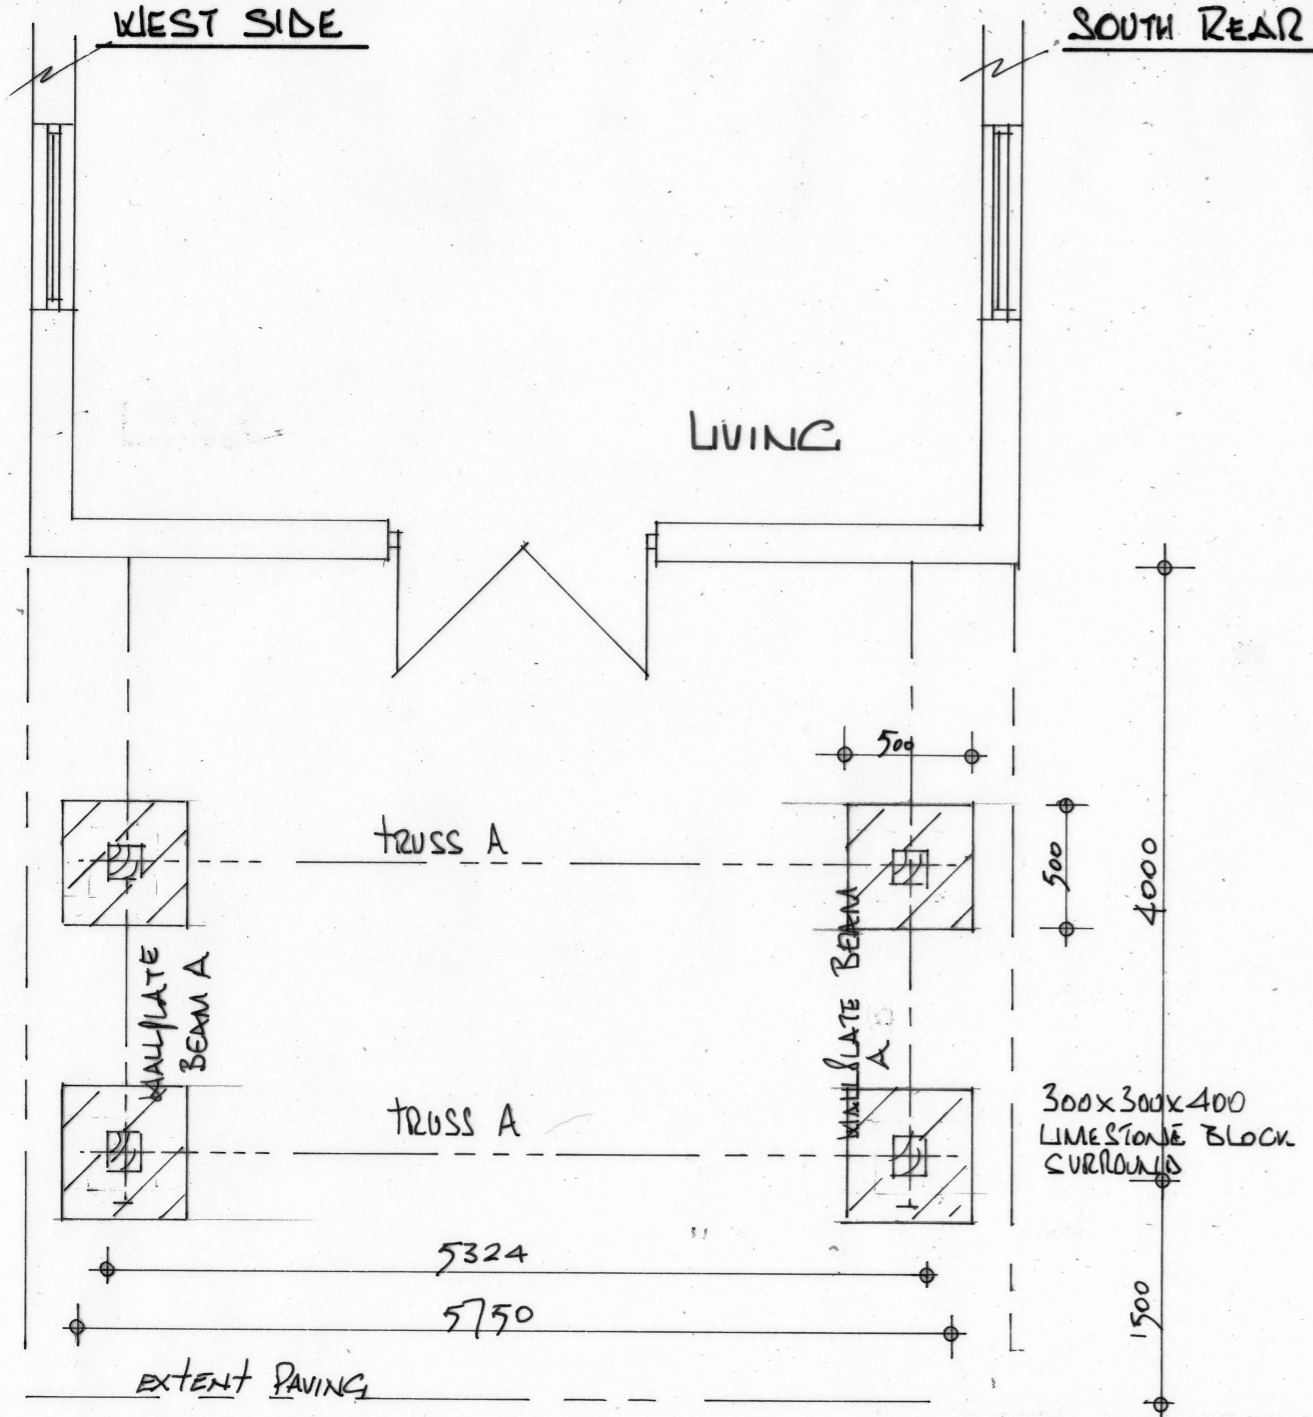 WEST SIDE
SOUTH REAR
LIVING
500
TRUSS A
500
4000
WALLPLATE
BEAM A
WALLPLATE BEAM
A
TRUSS A
300x300x400
LIMESTONE BLOCK
SURROUND
5324
5750
1500
EXTENT PAVING